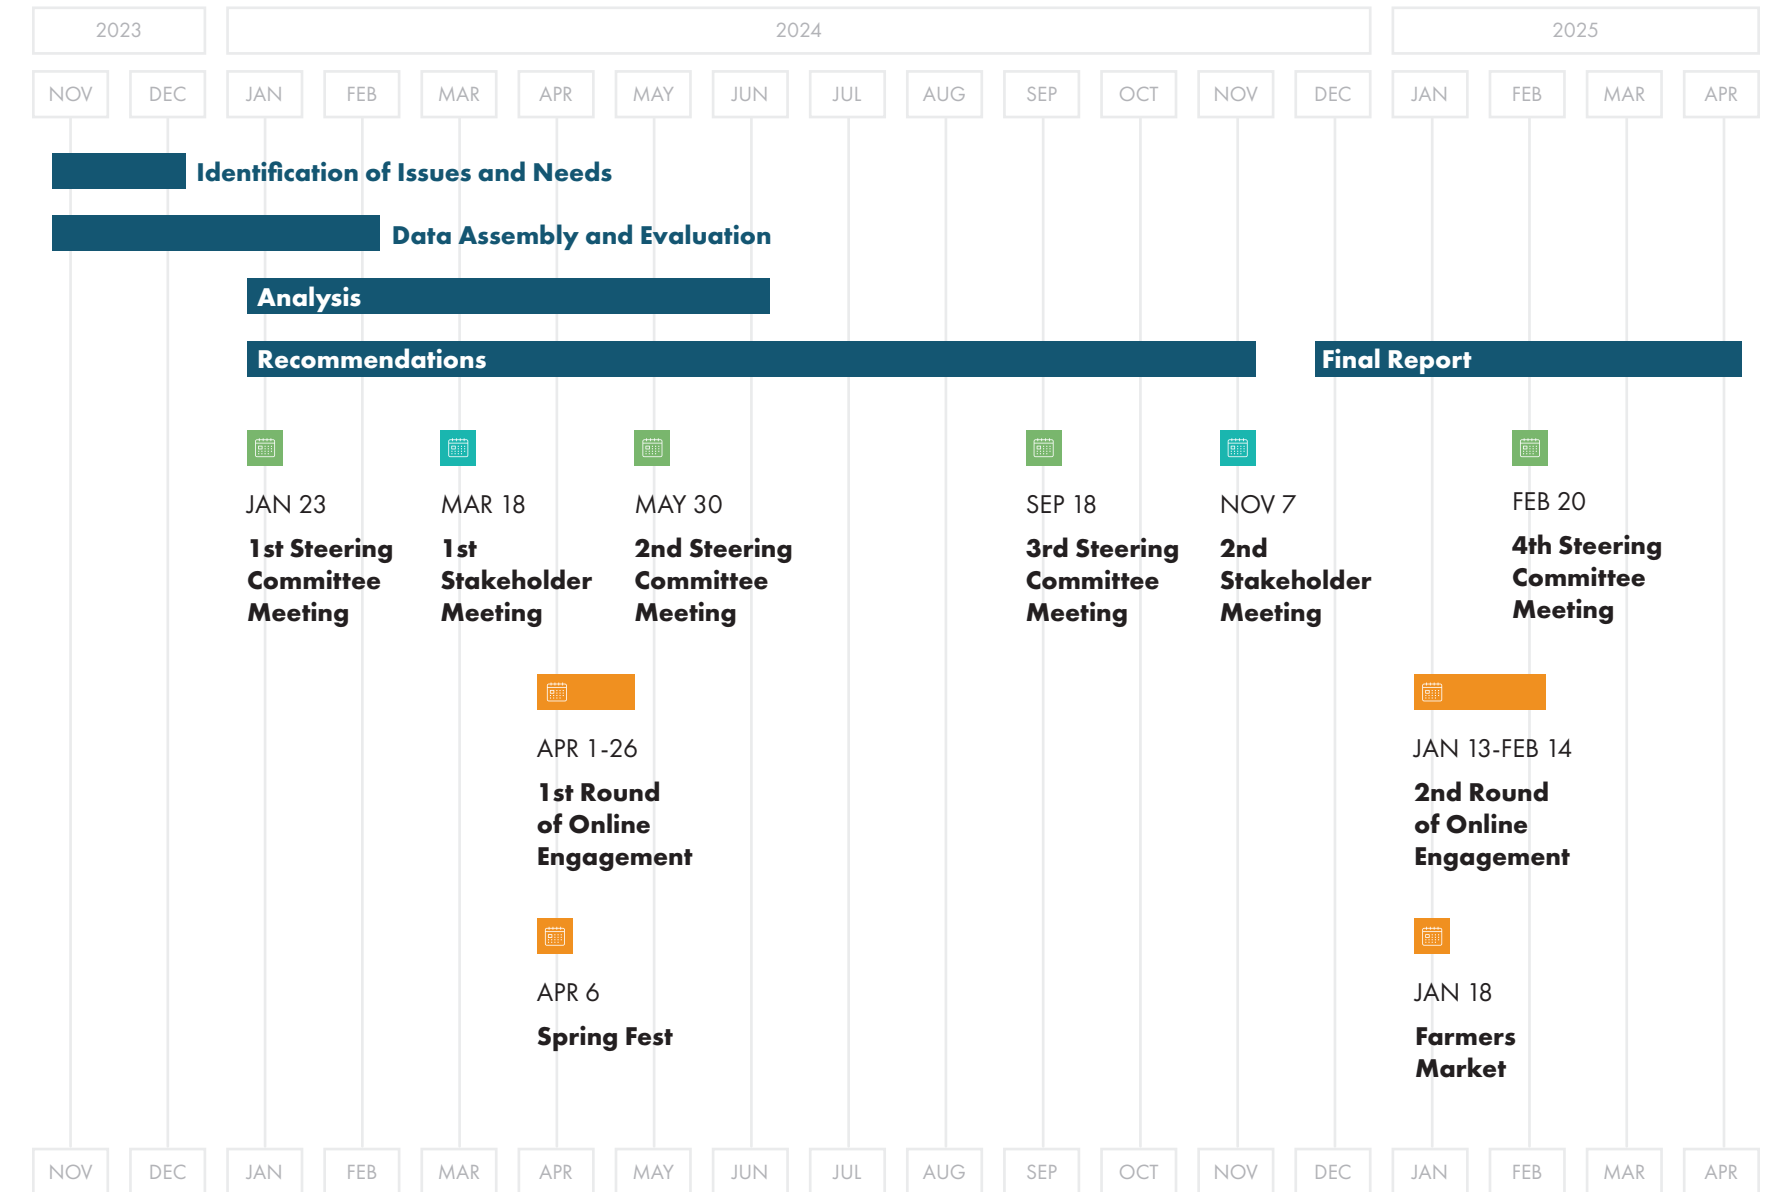 2023 2024 2025
NOV DEC JAN FEB MAR APR MAY JUN JUL AUG SEP OCT NOV DEC JAN FEB MAR APR
Identification of Issues and Needs
Data Assembly and Evaluation
Analysis
Recommendations
Final Report
JAN 23
1st Steering
Committee
Meeting
MAR 18
1st
Stakeholder
Meeting
MAY 30
2nd Steering
Committee
Meeting
SEP 18
3rd Steering
Committee
Meeting
NOV 7
2nd
Stakeholder
Meeting
FEB 20
4th Steering
Committee
Meeting
APR 1-26
1st Round
of Online
Engagement
JAN 13-FEB 14
2nd Round
of Online
Engagement
APR 6
Spring Fest
JAN 18
Farmers
Market
NOV DEC JAN FEB MAR APR MAY JUN JUL AUG SEP OCT NOV DEC JAN FEB MAR APR